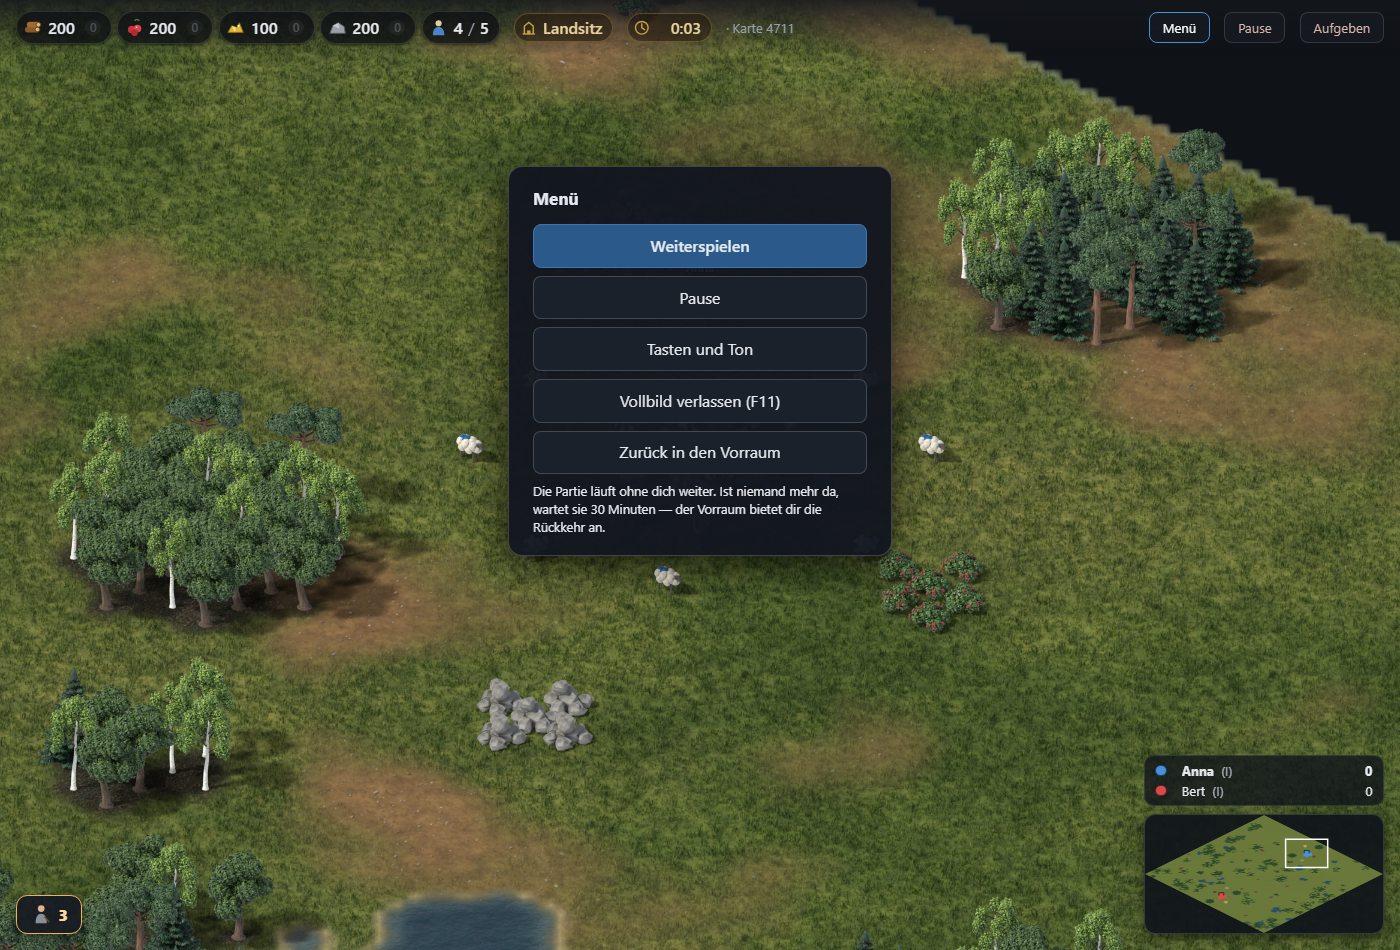 200 0 200 0 100 0 200 0 4 / 5 Landsitz 0:03 · Karte 4711 Menü Pause Aufgeben
Menü
Weiterspielen
Pause
Tasten und Ton
Vollbild verlassen (F11)
Zurück in den Vorraum
Die Partie läuft ohne dich weiter. Ist niemand mehr da,
wartet sie 30 Minuten — der Vorraum bietet dir die
Rückkehr an.
Anna (I) 0
Bert (I) 0
3